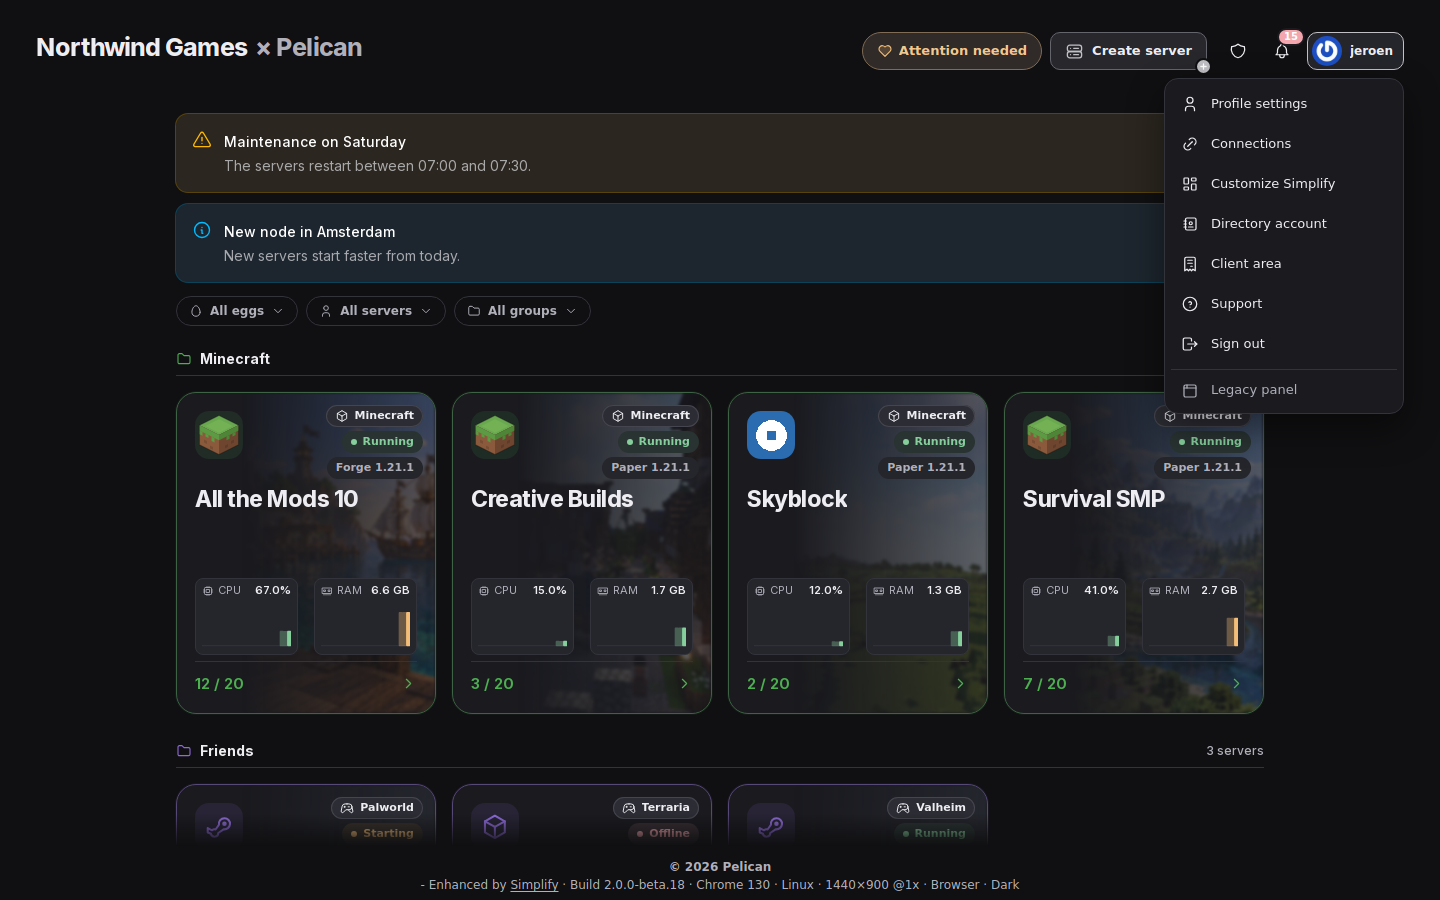 Northwind Games × Pelican
Attention needed
Create server
15
jeroen
Profile settings
Connections
Customize Simplify
Directory account
Client area
Support
Sign out
Legacy panel
Maintenance on Saturday
The servers restart between 07:00 and 07:30.
New node in Amsterdam
New servers start faster from today.
All eggs
All servers
All groups
Minecraft
Minecraft
Running
Forge 1.21.1
All the Mods 10
CPU 67.0%
RAM 6.6 GB
12 / 20
Minecraft
Running
Paper 1.21.1
Creative Builds
CPU 15.0%
RAM 1.7 GB
3 / 20
Minecraft
Running
Paper 1.21.1
Skyblock
CPU 12.0%
RAM 1.3 GB
2 / 20
Minecraft
Running
Paper 1.21.1
Survival SMP
CPU 41.0%
RAM 2.7 GB
7 / 20
Friends
3 servers
Palworld
Starting
Terraria
Offline
Valheim
Running
© 2026 Pelican
- Enhanced by Simplify · Build 2.0.0-beta.18 · Chrome 130 · Linux · 1440×900 @1x · Browser · Dark